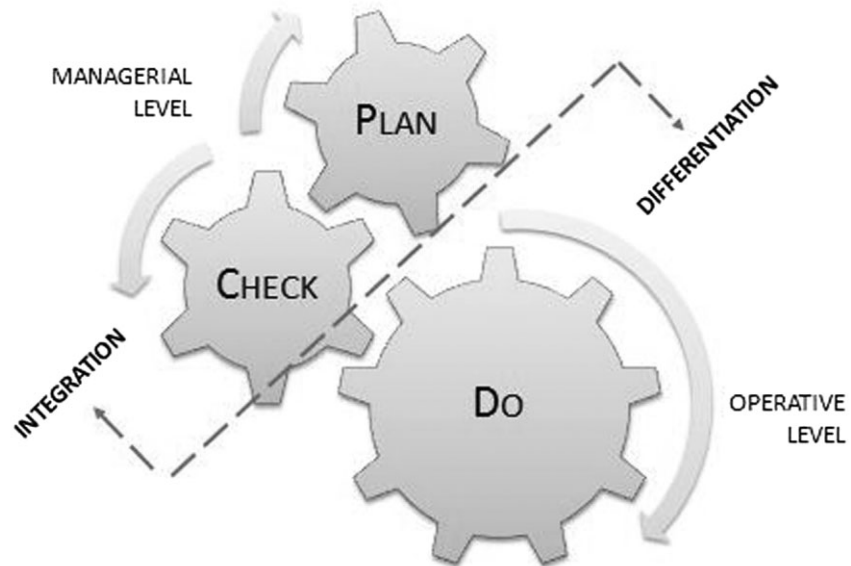 MANAGERIAL
LEVEL
PLAN
DIFFERENTIATION
CHECK
INTEGRATION
DO
OPERATIVE
LEVEL